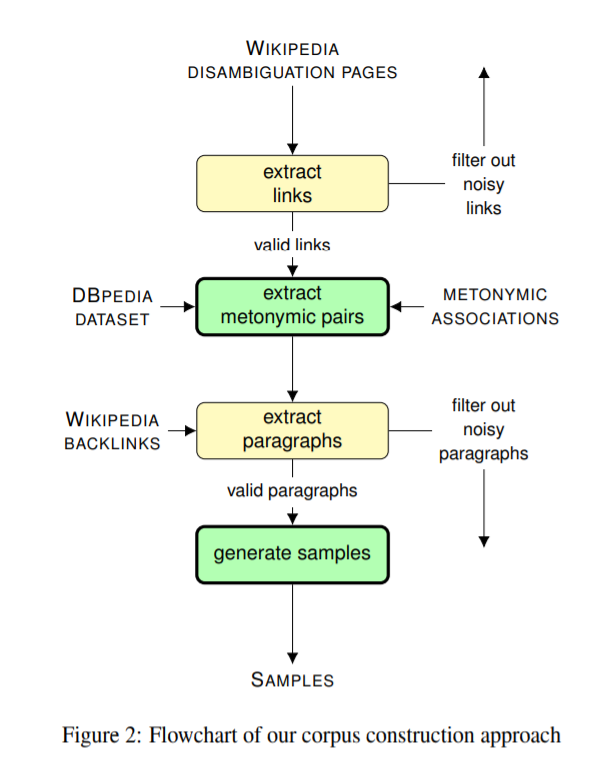 WIKIPEDIA
DISAMBIGUATION PAGES
extract
links
filter out
noisy
links
valid links
DBPEDIA
DATASET
extract
metonymic pairs
METONYMIC
ASSOCIATIONS
WIKIPEDIA
BACKLINKS
extract
paragraphs
filter out
noisy
paragraphs
valid paragraphs
generate samples
SAMPLES
Figure 2: Flowchart of our corpus construction approach